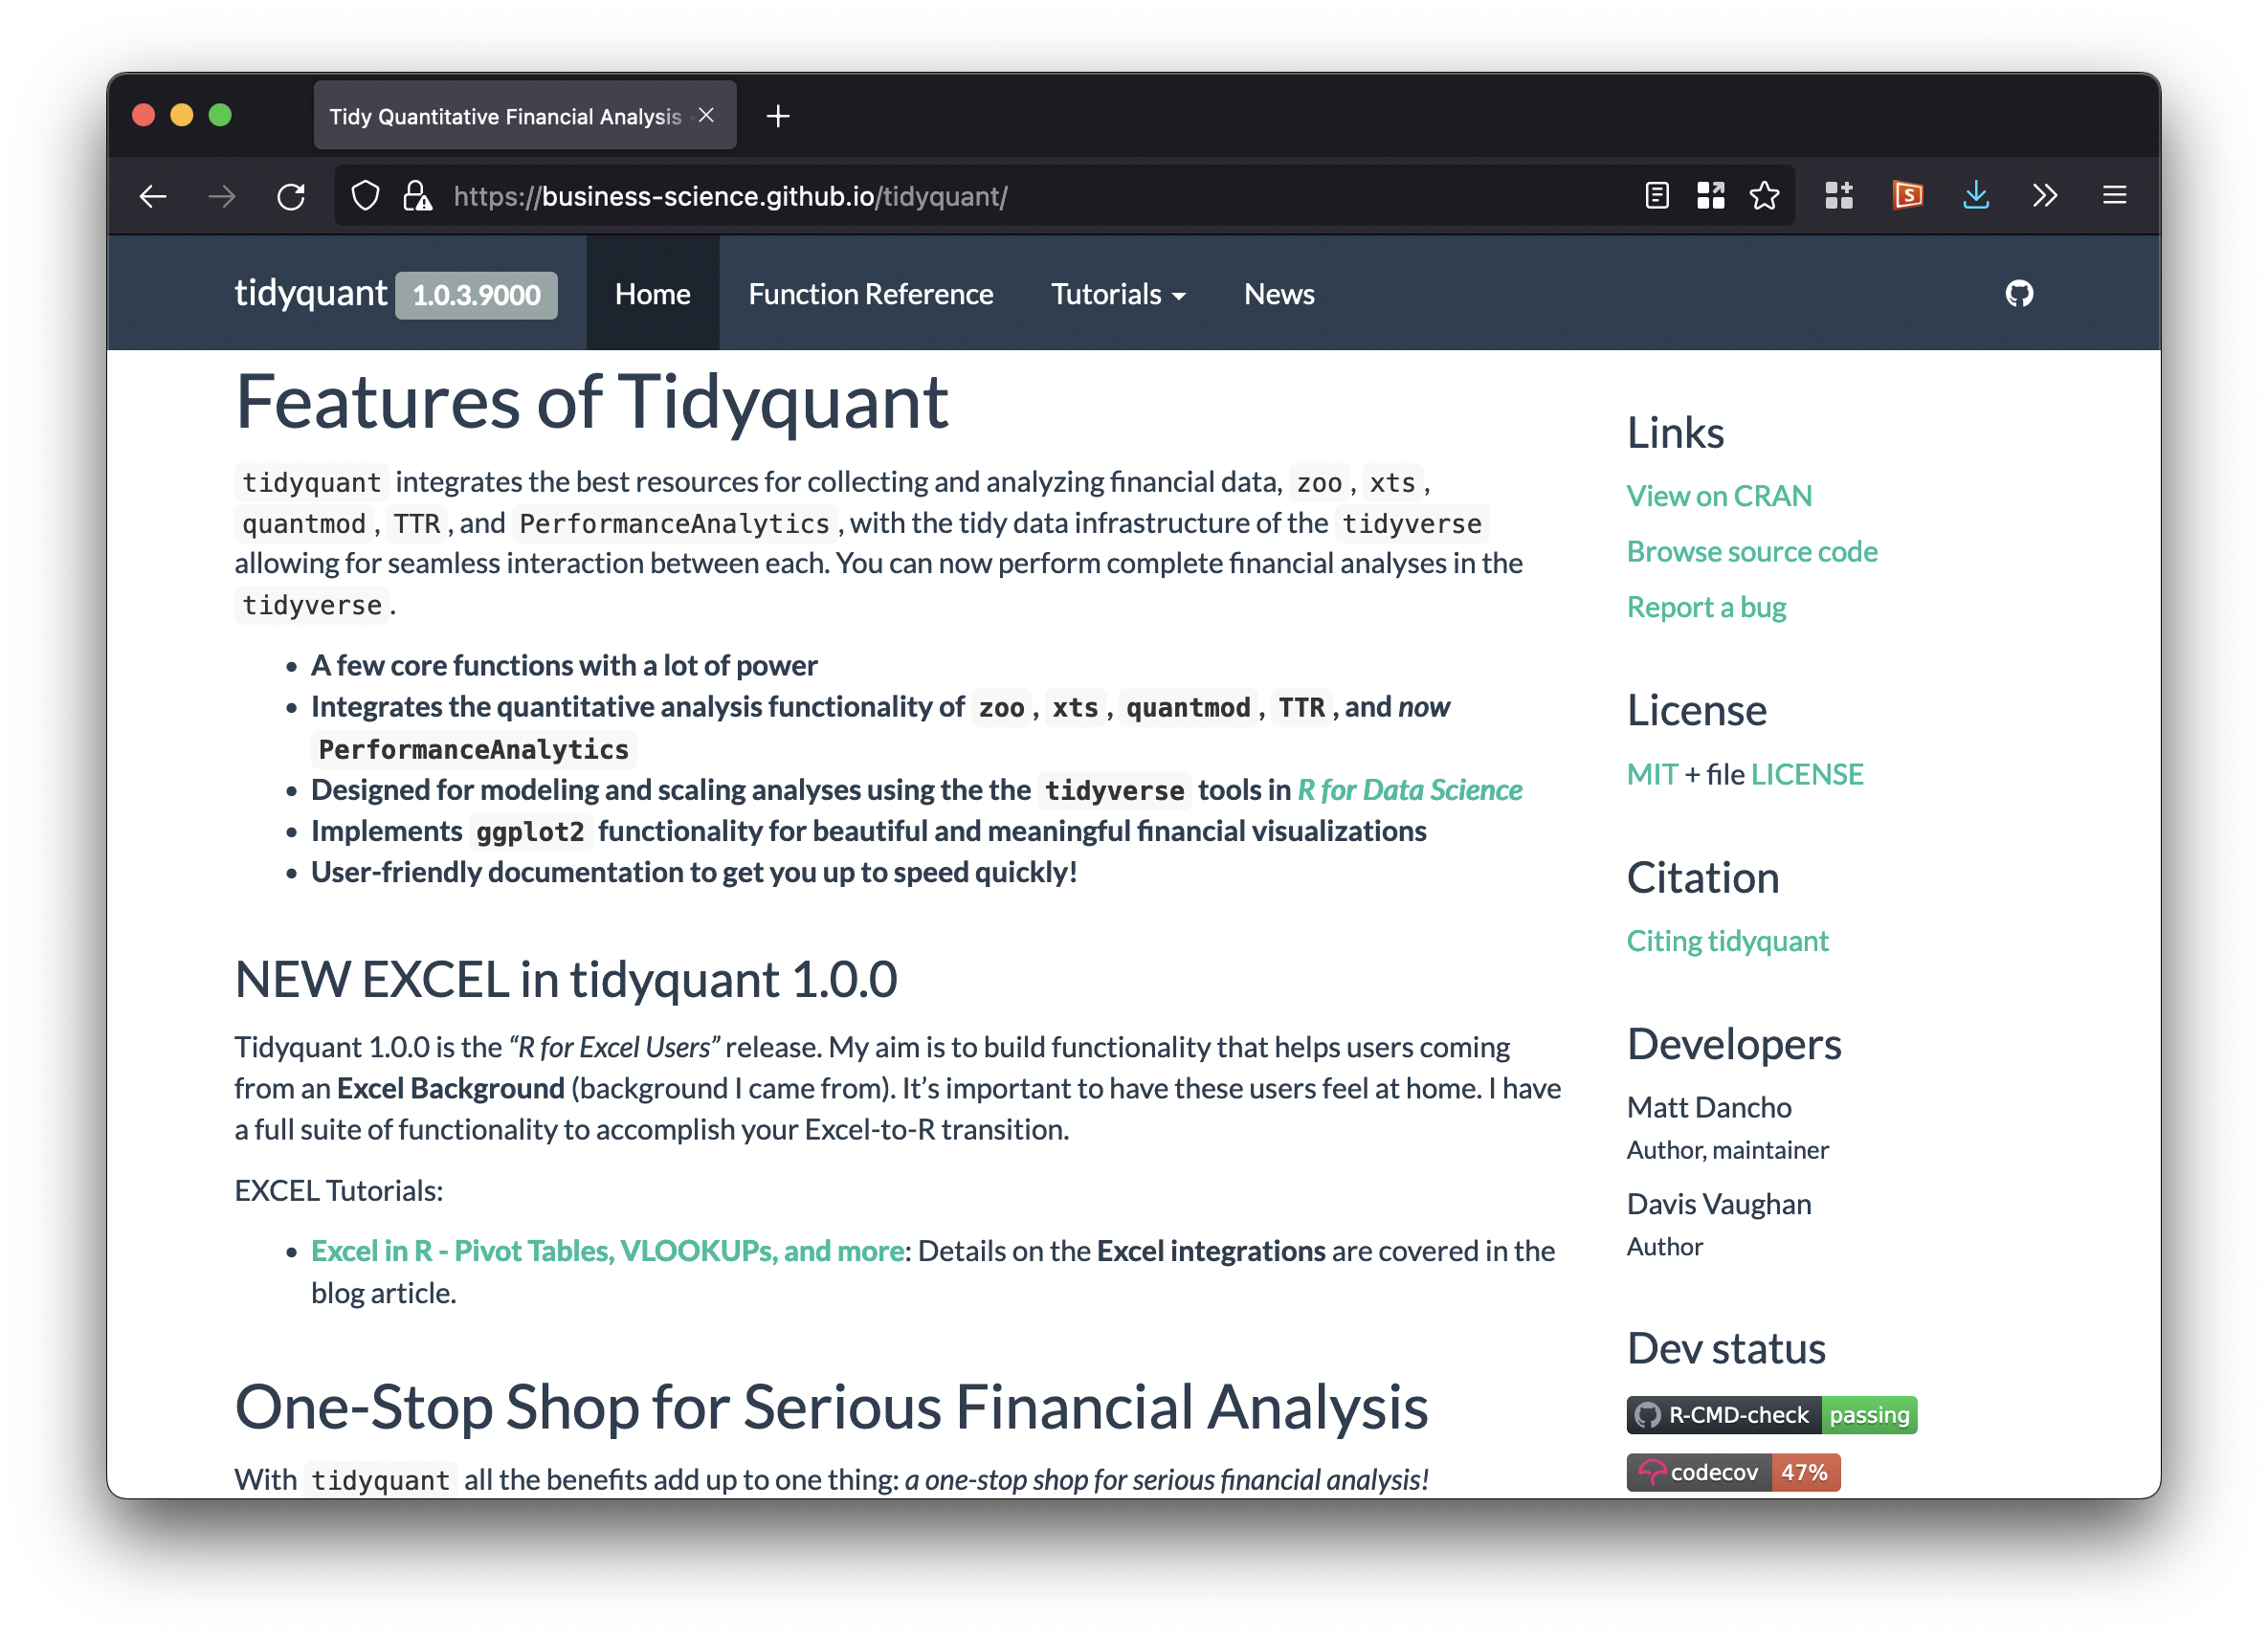 Tidy Quantitative Financial Analysis
https://business-science.github.io/tidyquant/
tidyquant 1.0.3.9000 Home Function Reference Tutorials News
Features of Tidyquant
tidyquant integrates the best resources for collecting and analyzing financial data, zoo, xts,
quantmod, TTR, and PerformanceAnalytics, with the tidy data infrastructure of the tidyverse
allowing for seamless interaction between each. You can now perform complete financial analyses in the
tidyverse.
• A few core functions with a lot of power
• Integrates the quantitative analysis functionality of zoo, xts, quantmod, TTR, and now
PerformanceAnalytics
• Designed for modeling and scaling analyses using the the tidyverse tools in R for Data Science
• Implements ggplot2 functionality for beautiful and meaningful financial visualizations
• User-friendly documentation to get you up to speed quickly!
NEW EXCEL in tidyquant 1.0.0
Tidyquant 1.0.0 is the “R for Excel Users” release. My aim is to build functionality that helps users coming
from an Excel Background (background I came from). It’s important to have these users feel at home. I have
a full suite of functionality to accomplish your Excel-to-R transition.
EXCEL Tutorials:
• Excel in R - Pivot Tables, VLOOKUPs, and more: Details on the Excel integrations are covered in the
blog article.
One-Stop Shop for Serious Financial Analysis
With tidyquant all the benefits add up to one thing: a one-stop shop for serious financial analysis!
Links
View on CRAN
Browse source code
Report a bug
License
MIT + file LICENSE
Citation
Citing tidyquant
Developers
Matt Dancho
Author, maintainer
Davis Vaughan
Author
Dev status
R-CMD-check passing
codecov 47%